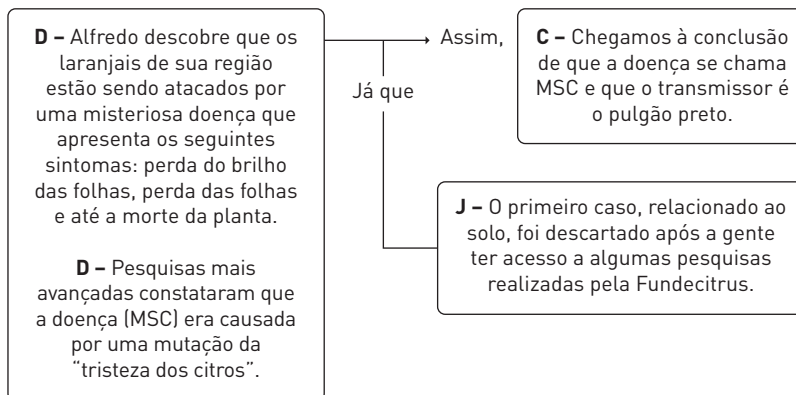 D – Alfredo descobre que os
laranjais de sua região
estão sendo atacados por
uma misteriosa doença que
apresenta os seguintes
sintomas: perda do brilho
das folhas, perda das folhas
e até a morte da planta.
D – Pesquisas mais
avançadas constataram que
a doença (MSC) era causada
por uma mutação da
“tristeza dos citros”.
Já que
Assim,
C – Chegamos à conclusão
de que a doença se chama
MSC e que o transmissor é
o pulgão preto.
J – O primeiro caso, relacionado ao
solo, foi descartado após a gente
ter acesso a algumas pesquisas
realizadas pela Fundecitrus.